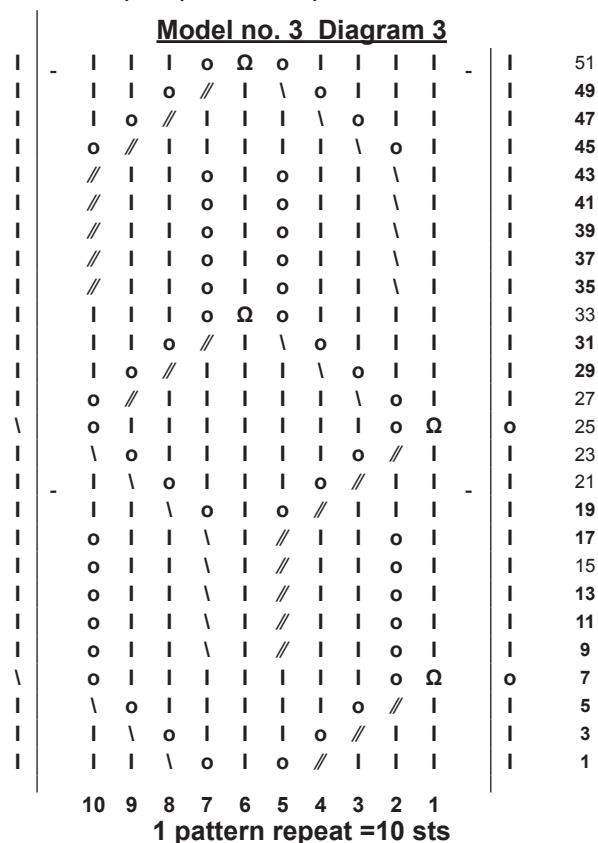 Model no. 3 Diagram 3
I - I I I o Ω o I I I I - I 51
I I I o // I \ o I I I I 49
I I o // I I I \ o I I I 47
I o // I I I I I \ o I I 45
I // I I o I o I I \ I I 43
I // I I o I o I I \ I I 41
I // I I o I o I I \ I I 39
I // I I o I o I I \ I I 37
I // I I o I o I I \ I I 35
I I I I o Ω o I I I I I 33
I I I o // I \ o I I I I 31
I I o // I I I \ o I I I 29
I o // I I I I I \ o I I 27
\ o I I I I I I I o Ω o 25
I \ o I I I I I o // I I 23
I - I \ o I I I o // I I - I 21
I I I \ o I o // I I I I 19
I o I I \ I // I I o I I 17
I o I I \ I // I I o I I 15
I o I I \ I // I I o I I 13
I o I I \ I // I I o I I 11
I o I I \ I // I I o I I 9
\ o I I I I I I I o Ω o 7
I \ o I I I I I o // I I 5
I I \ o I I I o // I I I 3
I I I \ o I o // I I I I 1
10 9 8 7 6 5 4 3 2 1
1 pattern repeat =10 sts